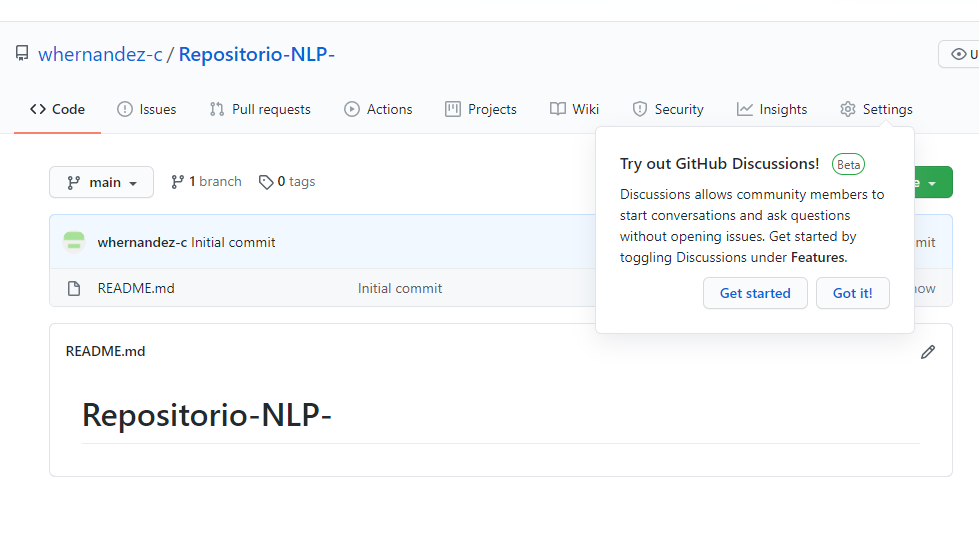 whernandez-c / Repositorio-NLP-
Code Issues Pull requests Actions Projects Wiki Security Insights Settings
main 1 branch 0 tags
Try out GitHub Discussions! Beta
Discussions allows community members to
start conversations and ask questions
without opening issues. Get started by
toggling Discussions under Features.
Get started Got it!
whernandez-c Initial commit
README.md Initial commit
README.md
Repositorio-NLP-